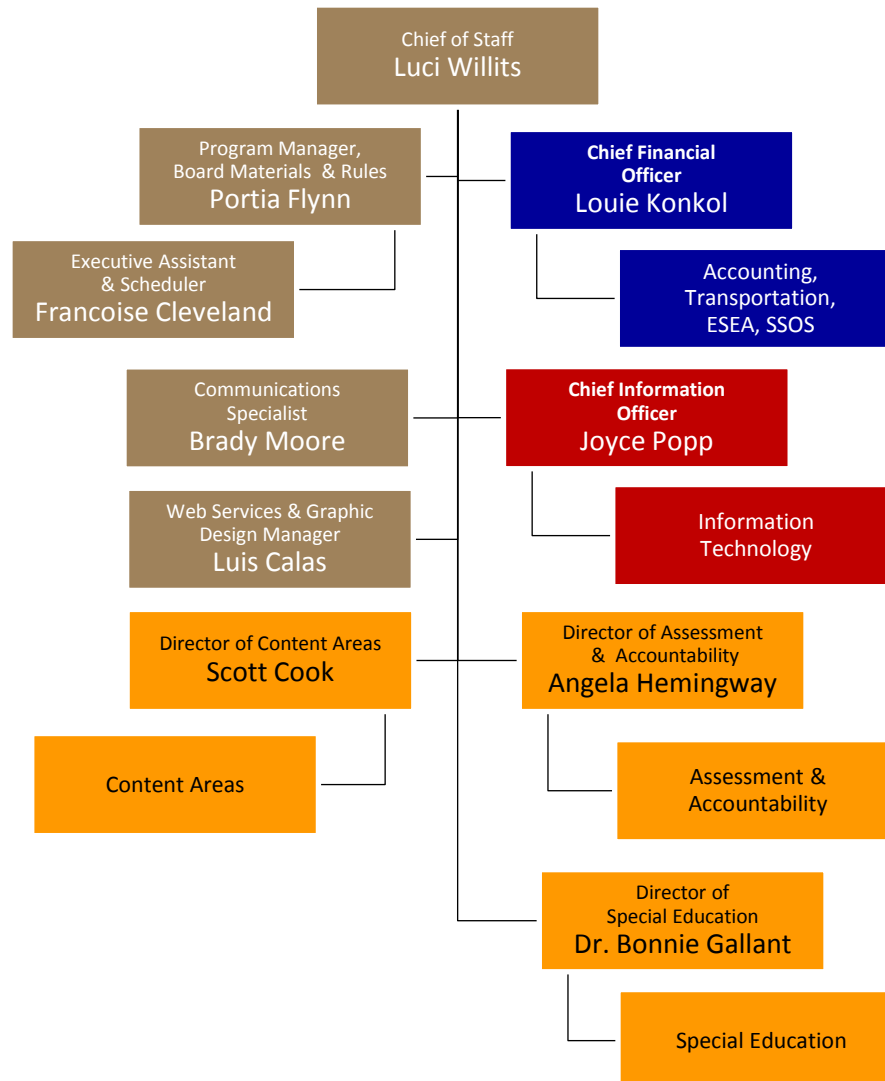 Chief of Staff
Luci Willits
Program Manager,
Board Materials & Rules
Portia Flynn
Chief Financial
Officer
Louie Konkol
Executive Assistant
& Scheduler
Francoise Cleveland
Accounting,
Transportation,
ESEA, SSOS
Communications
Specialist
Brady Moore
Chief Information
Officer
Joyce Popp
Web Services & Graphic
Design Manager
Luis Calas
Information
Technology
Director of Content Areas
Scott Cook
Director of Assessment
& Accountability
Angela Hemingway
Content Areas
Assessment &
Accountability
Director of
Special Education
Dr. Bonnie Gallant
Special Education